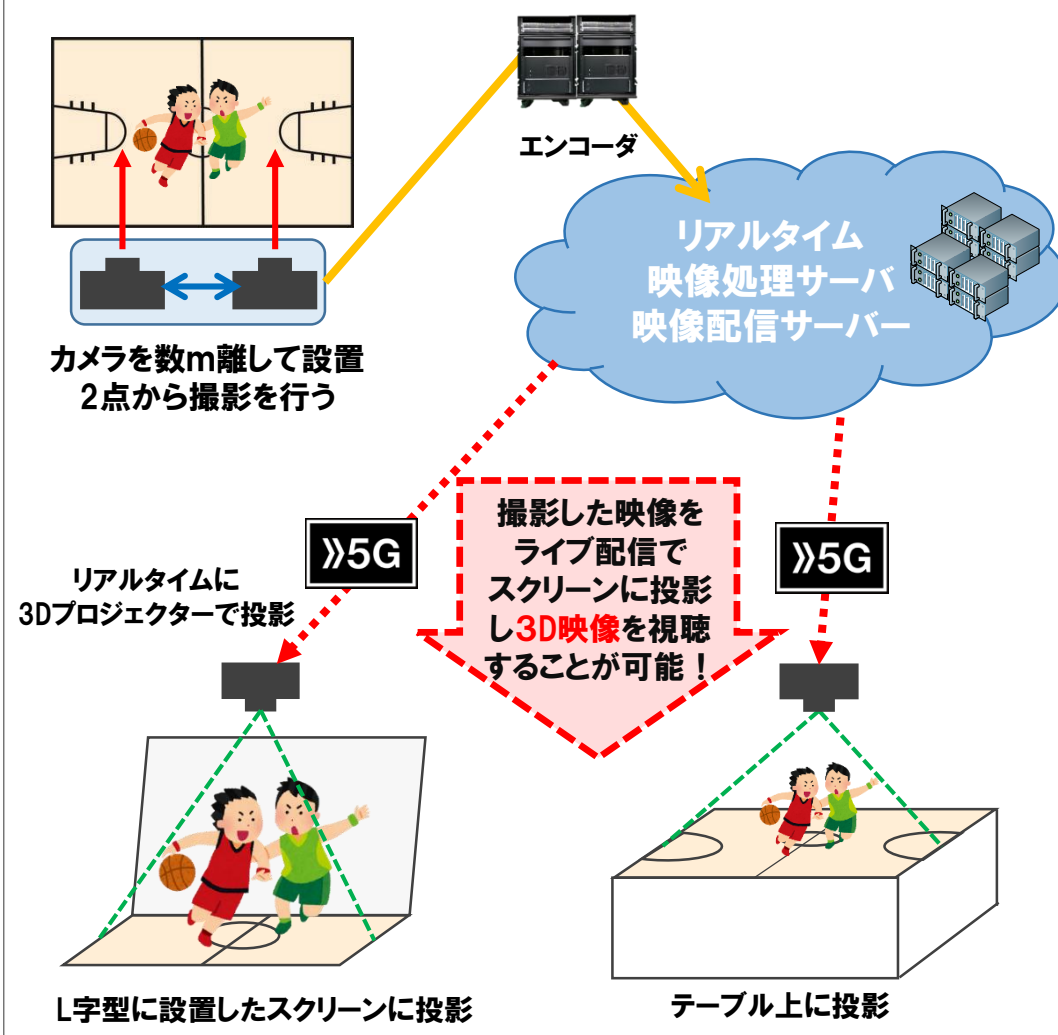 エンコーダ
リアルタイム
映像処理サーバ
映像配信サーバー
カメラを数m離して設置
2点から撮影を行う
撮影した映像を
ライブ配信で
スクリーンに投影
し3D映像を視聴
することが可能！
》5G
》5G
リアルタイムに
3Dプロジェクターで投影
L字型に設置したスクリーンに投影
テーブル上に投影